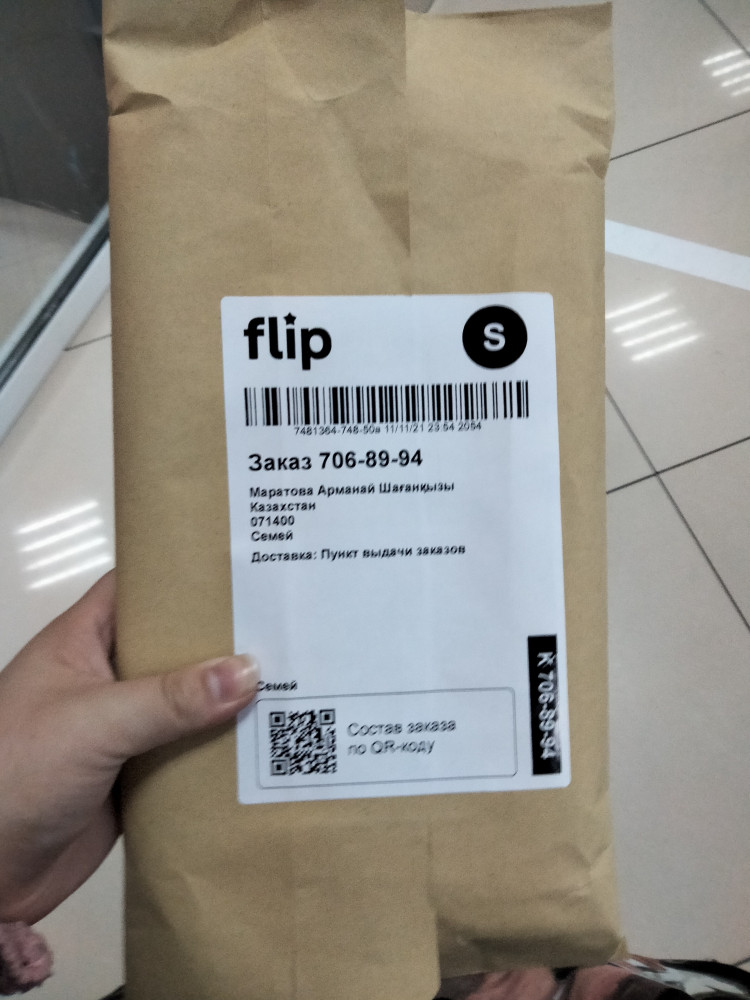 flip
S
7481364-748-50в 11/11/21 23:54 2054
Заказ 706-89-94
Маратова Арманай Шағанқызы
Казахстан
071400
Семей
Доставка: Пункт выдачи заказов
К 706-89-94
Семей
Состав заказа
по QR-коду